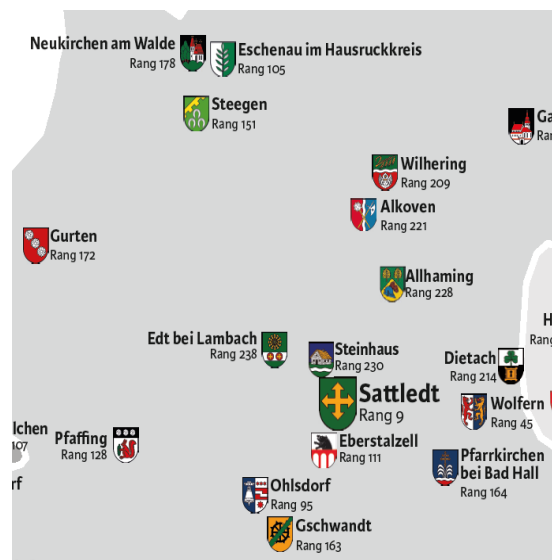 Neukirchen am Walde
Rang 178
Eschenau im Hausruckkreis
Rang 105
Steegen
Rang 151
Wilhering
Rang 209
Alkoven
Rang 221
Gurten
Rang 172
Allhaming
Rang 228
Edt bei Lambach
Rang 238
Steinhaus
Rang 230
Dietach
Rang 214
Sattledt
Rang 9
Wolfern
Rang 45
Pfaffing
Rang 128
Eberstalzell
Rang 111
Pfarrkirchen
bei Bad Hall
Rang 164
Ohlsdorf
Rang 95
Gschwandt
Rang 163